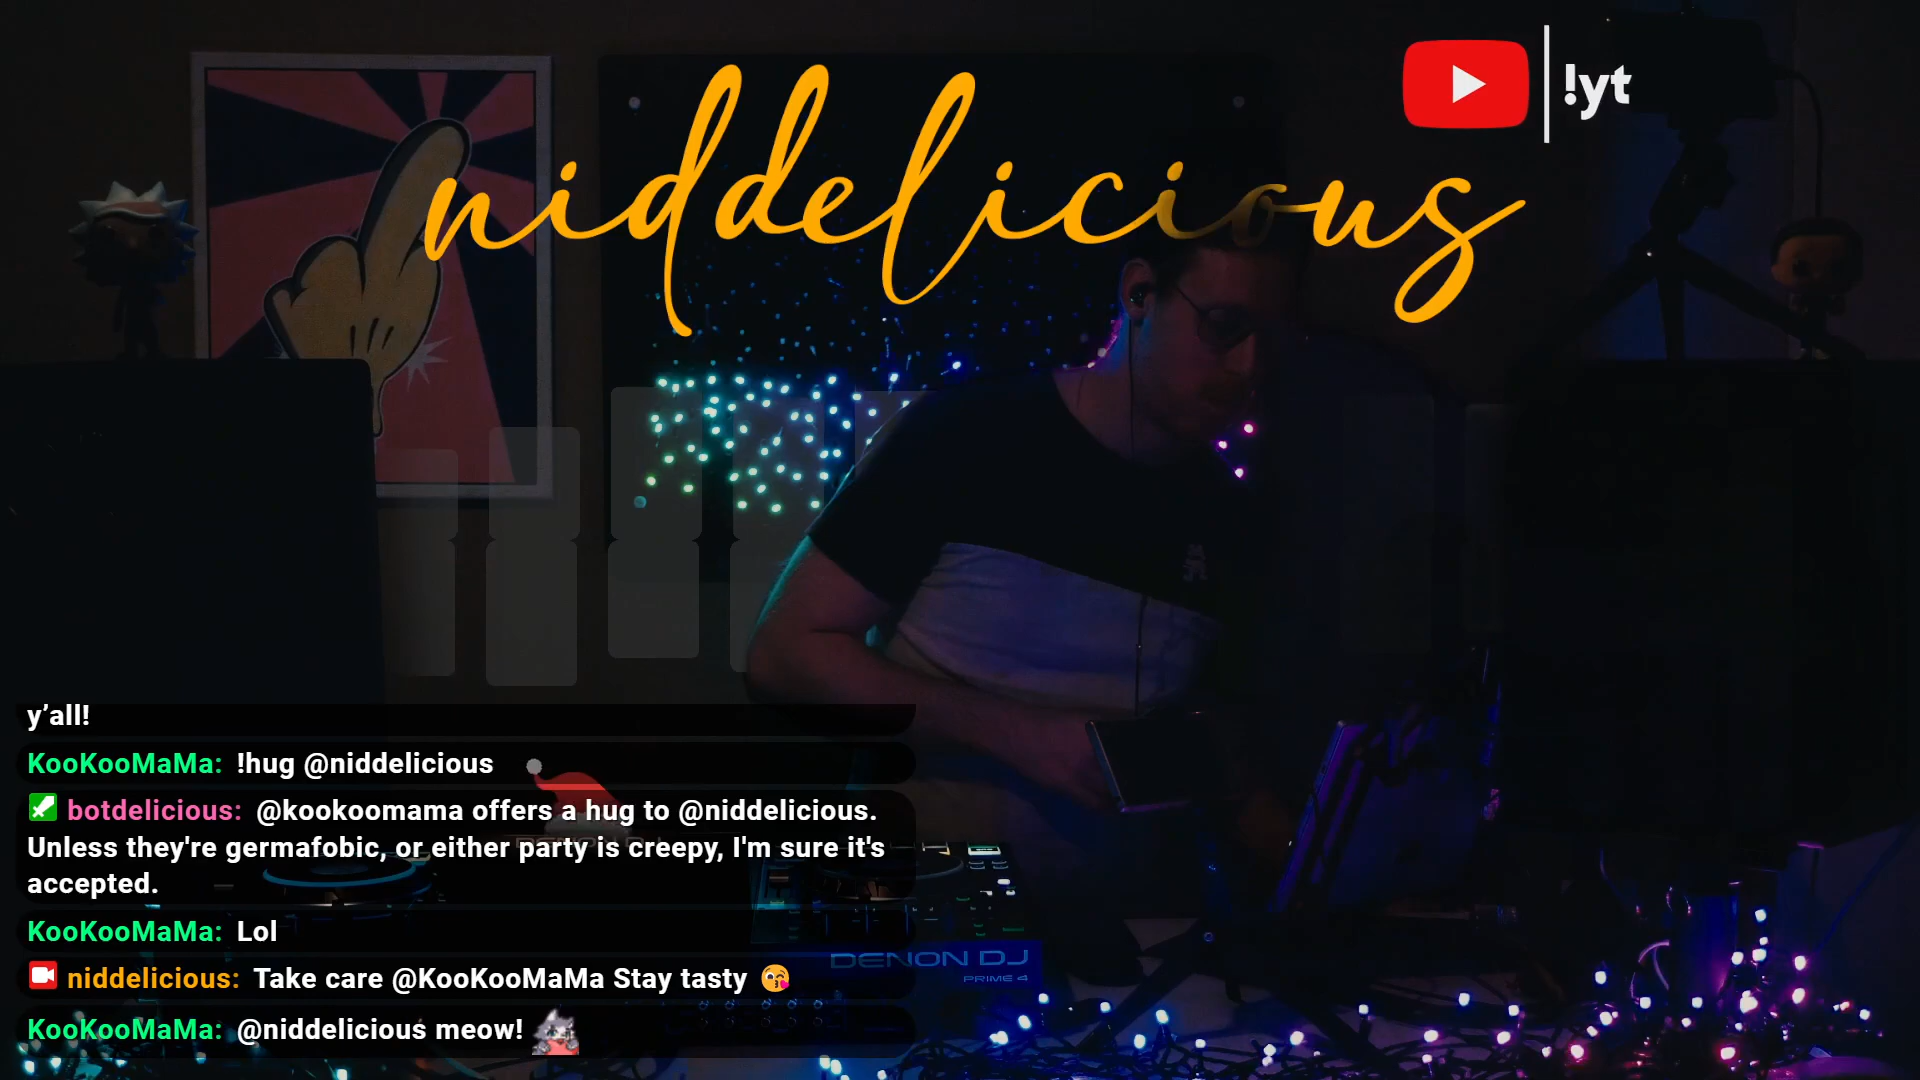 niddelicious
!yt
y’all!
KooKooMaMa: !hug @niddelicious
botdelicious: @kookoomama offers a hug to @niddelicious.
Unless they're germafobic, or either party is creepy, I'm sure it's
accepted.
KooKooMaMa: Lol
niddelicious: Take care @KooKooMaMa Stay tasty 😘
KooKooMaMa: @niddelicious meow!
DENON DJ
DENON DJ
PRIME 4